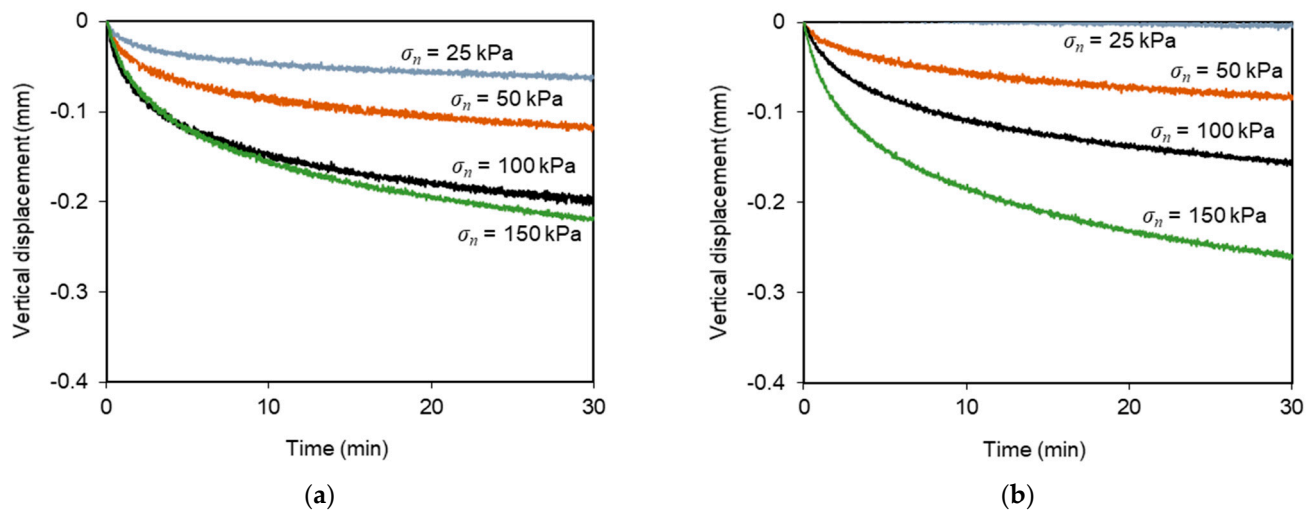 0
-0.1
-0.2
-0.3
-0.4
Vertical displacement (mm)
σn = 25 kPa
σn = 50 kPa
σn = 100 kPa
σn = 150 kPa
0 10 20 30
Time (min)
(a)
0
-0.1
-0.2
-0.3
-0.4
Vertical displacement (mm)
σn = 25 kPa
σn = 50 kPa
σn = 100 kPa
σn = 150 kPa
0 10 20 30
Time (min)
(b)